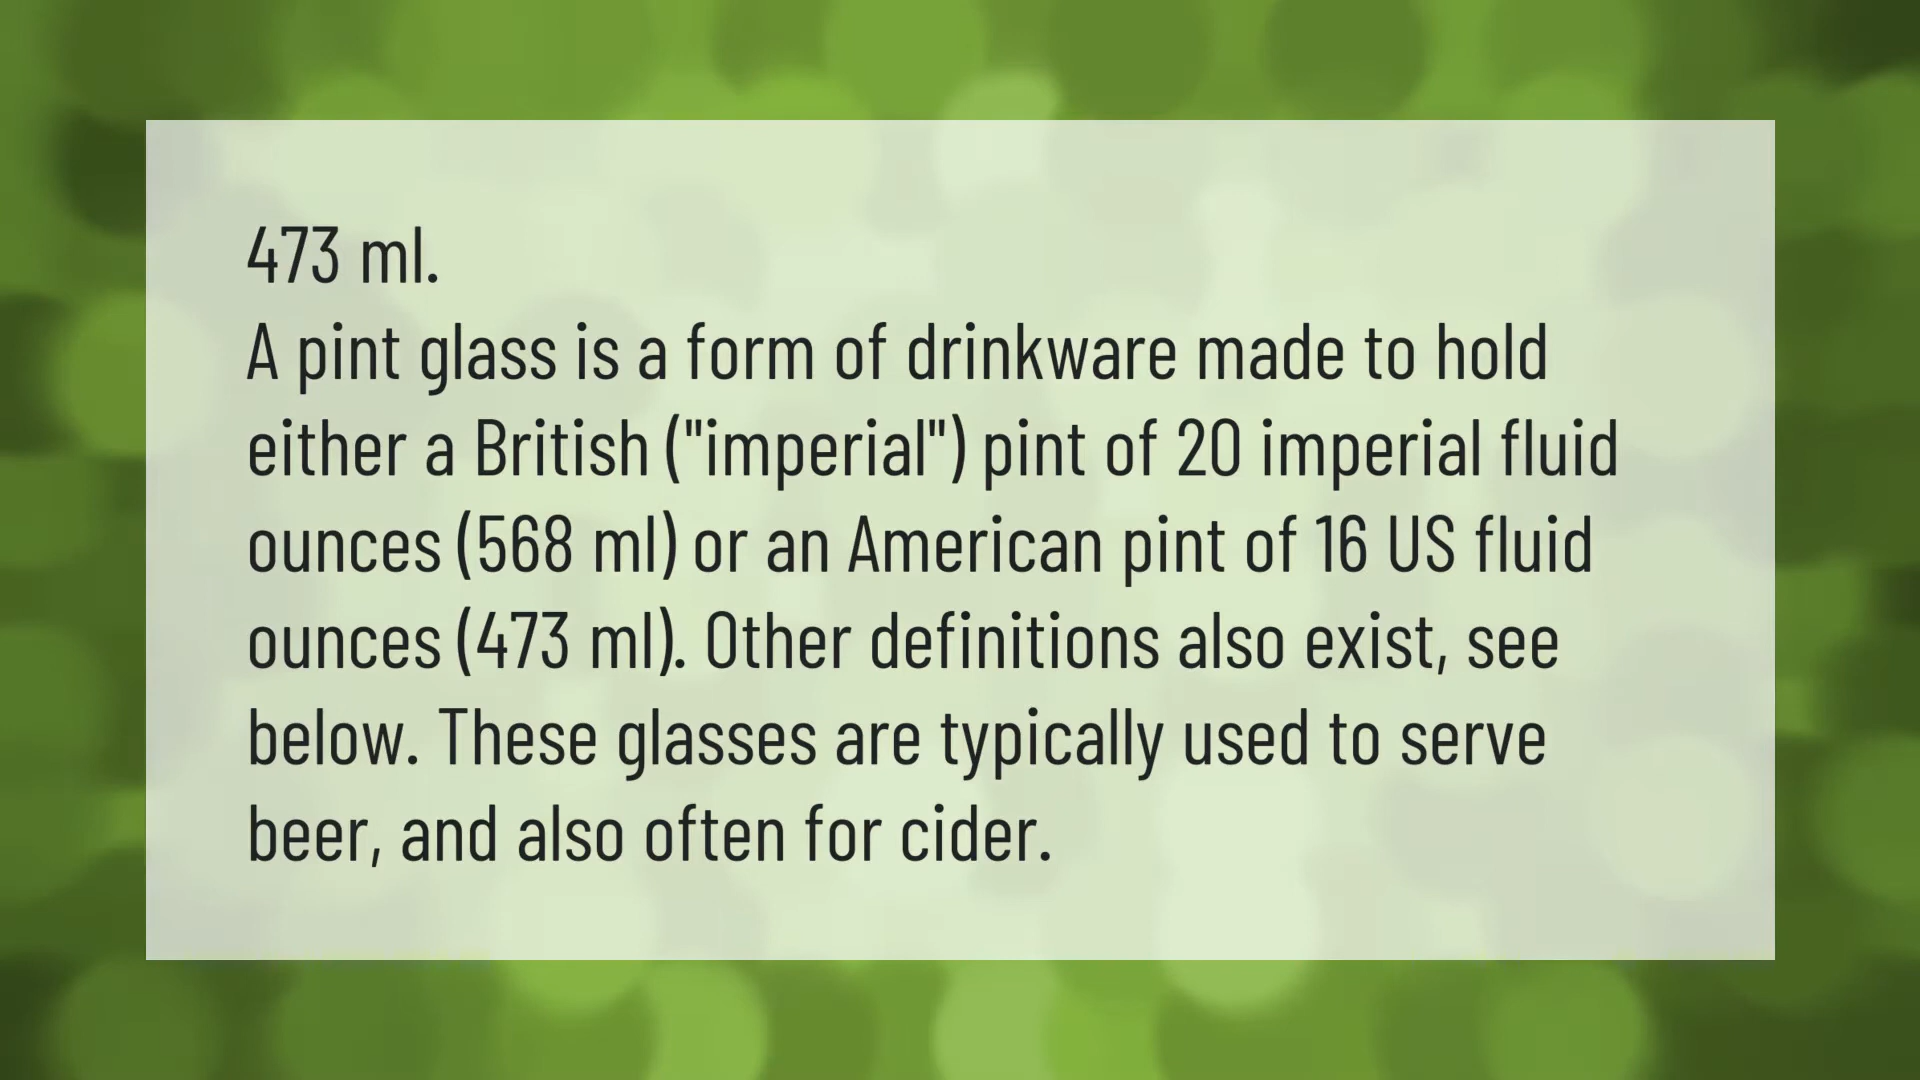 473 ml.
A pint glass is a form of drinkware made to hold
either a British ("imperial") pint of 20 imperial fluid
ounces (568 ml) or an American pint of 16 US fluid
ounces (473 ml). Other definitions also exist, see
below. These glasses are typically used to serve
beer, and also often for cider.